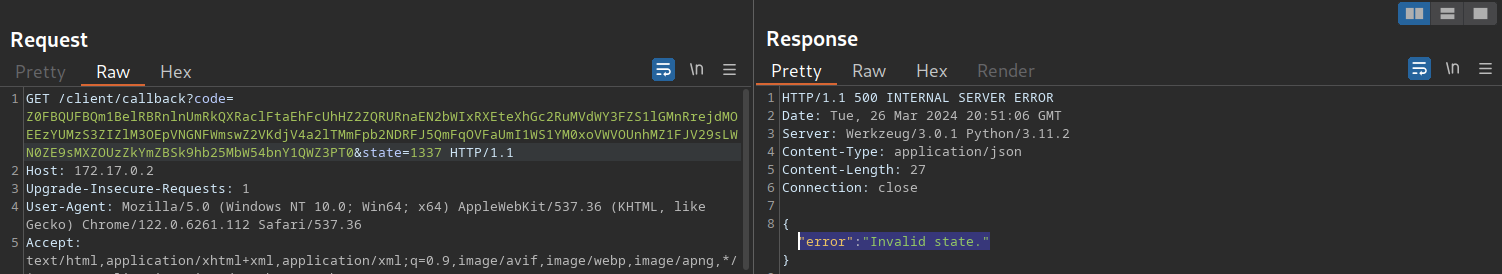 Request
Pretty Raw Hex
\n
1 GET /client/callback?code=
Z0FBQUFBQm1BelRBRnlnUmRkQXRaclFtaEhFcUhHZ2ZQRURnaEN2bWIxRXEteXhGc2RuMVdWY3FZS1lGMnRrejdMO
EEzYUMzS3ZIZlM3OEpVNGNFWmswZ2VKdjV4a2lTMmFpb2NDRFJ5QmFqOVFaUmI1WS1YM0xoVWVOUnhMZ1FJV29sLW
N0ZE9sMXZOUzZkYmZBSk9hb25MbW54bnY1QWZ3PT0&state=1337 HTTP/1.1
2 Host: 172.17.0.2
3 Upgrade-Insecure-Requests: 1
4 User-Agent: Mozilla/5.0 (Windows NT 10.0; Win64; x64) AppleWebKit/537.36 (KHTML, like
Gecko) Chrome/122.0.6261.112 Safari/537.36
5 Accept:
text/html,application/xhtml+xml,application/xml;q=0.9,image/avif,image/webp,image/apng,*/
Response
Pretty Raw Hex Render
\n
1 HTTP/1.1 500 INTERNAL SERVER ERROR
2 Date: Tue, 26 Mar 2024 20:51:06 GMT
3 Server: Werkzeug/3.0.1 Python/3.11.2
4 Content-Type: application/json
5 Content-Length: 27
6 Connection: close
7
8 {
"error":"Invalid state."
}